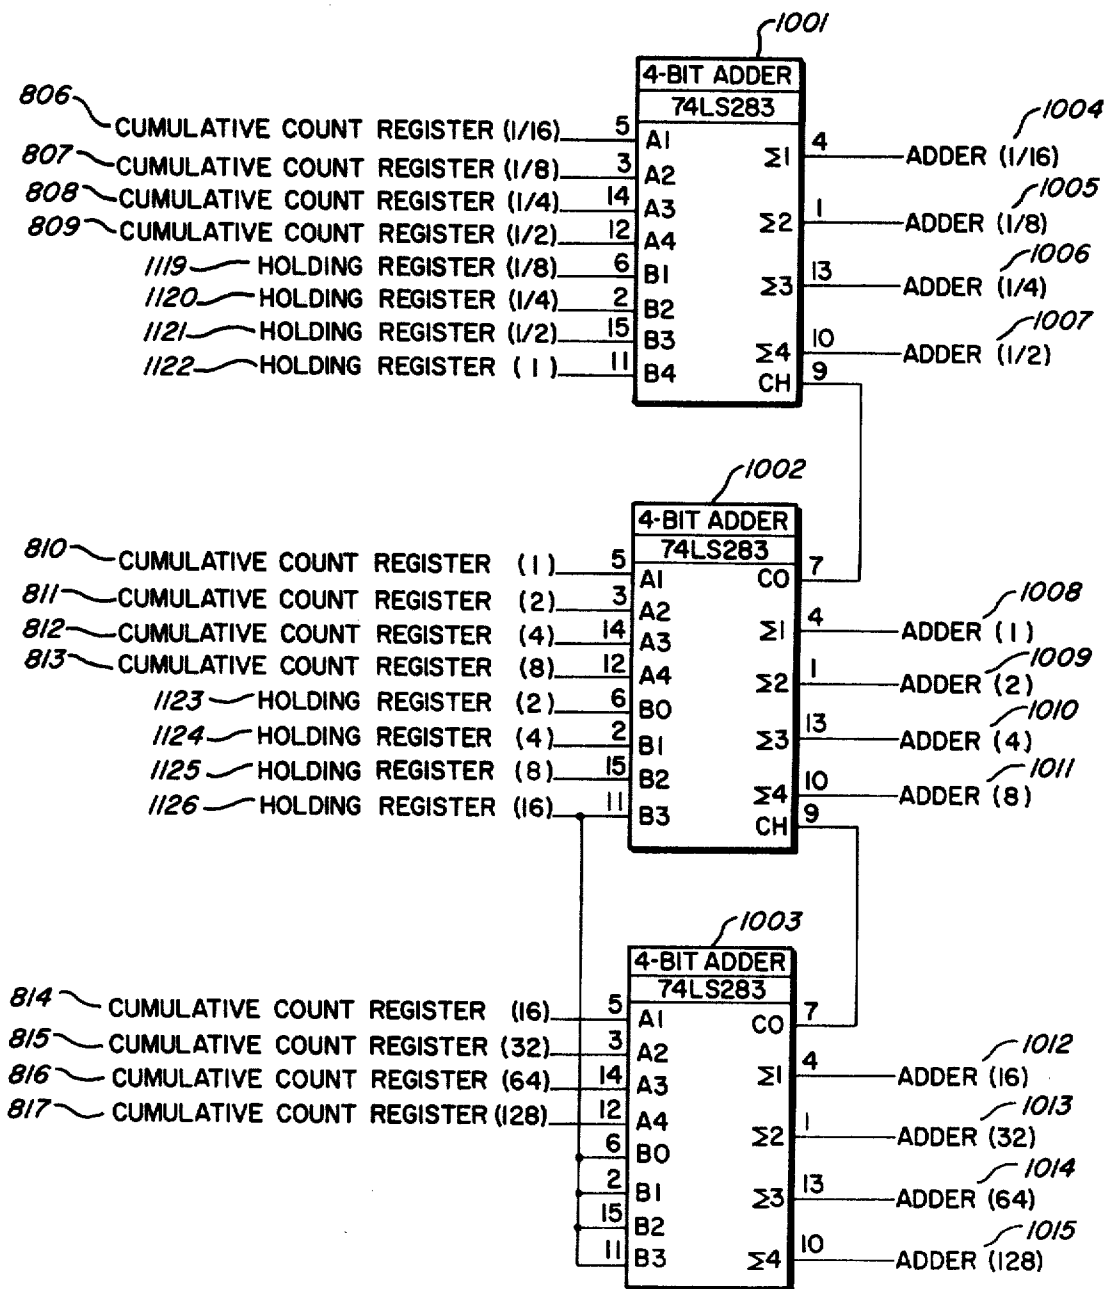 1001
4-BIT ADDER
74LS283
806 CUMULATIVE COUNT REGISTER (1/16) 5 A1
807 CUMULATIVE COUNT REGISTER (1/8) 3 A2
808 CUMULATIVE COUNT REGISTER (1/4) 14 A3
809 CUMULATIVE COUNT REGISTER (1/2) 12 A4
1119 HOLDING REGISTER (1/8) 6 B1
1120 HOLDING REGISTER (1/4) 2 B2
1121 HOLDING REGISTER (1/2) 15 B3
1122 HOLDING REGISTER (1) 11 B4
Σ1 4 ADDER (1/16) 1004
Σ2 1 ADDER (1/8) 1005
Σ3 13 ADDER (1/4) 1006
Σ4 10 ADDER (1/2) 1007
CH 9
1002
4-BIT ADDER
74LS283
810 CUMULATIVE COUNT REGISTER (1) 5 A1
811 CUMULATIVE COUNT REGISTER (2) 3 A2
812 CUMULATIVE COUNT REGISTER (4) 14 A3
813 CUMULATIVE COUNT REGISTER (8) 12 A4
1123 HOLDING REGISTER (2) 6 B0
1124 HOLDING REGISTER (4) 2 B1
1125 HOLDING REGISTER (8) 15 B2
1126 HOLDING REGISTER (16) 11 B3
CO 7
Σ1 4 ADDER (1) 1008
Σ2 1 ADDER (2) 1009
Σ3 13 ADDER (4) 1010
Σ4 10 ADDER (8) 1011
CH 9
1003
4-BIT ADDER
74LS283
814 CUMULATIVE COUNT REGISTER (16) 5 A1
815 CUMULATIVE COUNT REGISTER (32) 3 A2
816 CUMULATIVE COUNT REGISTER (64) 14 A3
817 CUMULATIVE COUNT REGISTER (128) 12 A4
6 B0
2 B1
15 B2
11 B3
CO 7
Σ1 4 ADDER (16) 1012
Σ2 1 ADDER (32) 1013
Σ3 13 ADDER (64) 1014
Σ4 10 ADDER (128) 1015